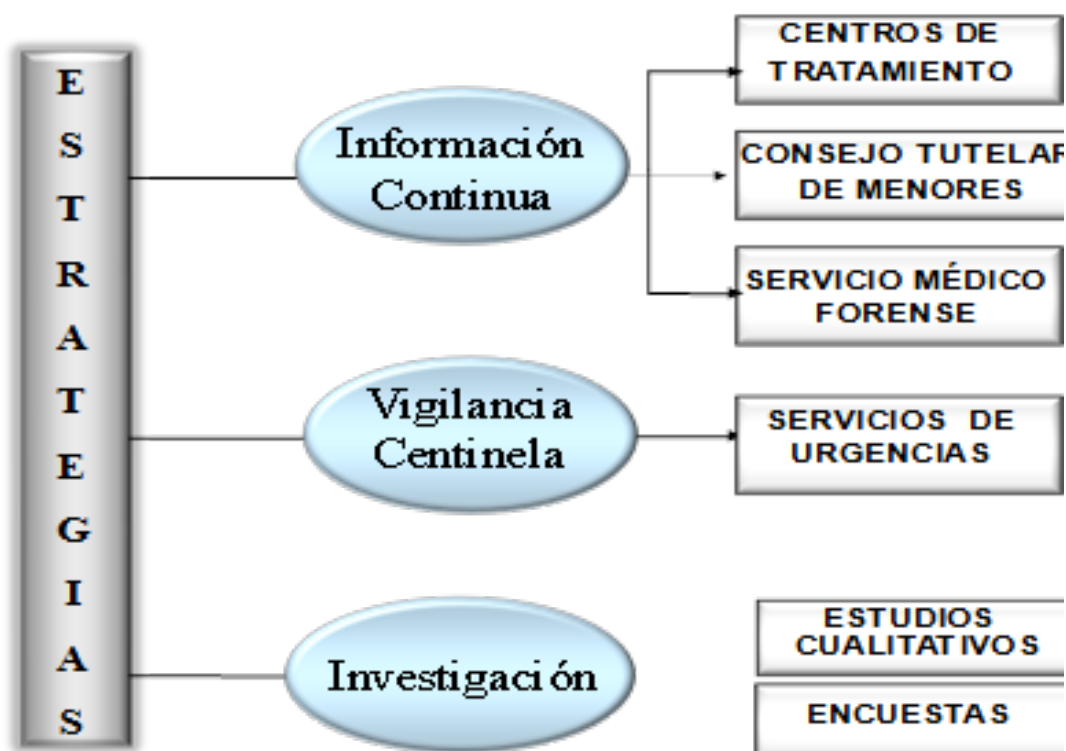 ESTRATEGIAS
Información
Continua
CENTROS DE
TRATAMIENTO
CONSEJO TUTELAR
DE MENORES
SERVICIO MÉDICO
FORENSE
Vigilancia
Centinela
SERVICIOS DE
URGENCIAS
Investigación
ESTUDIOS
CUALITATIVOS
ENCUESTAS